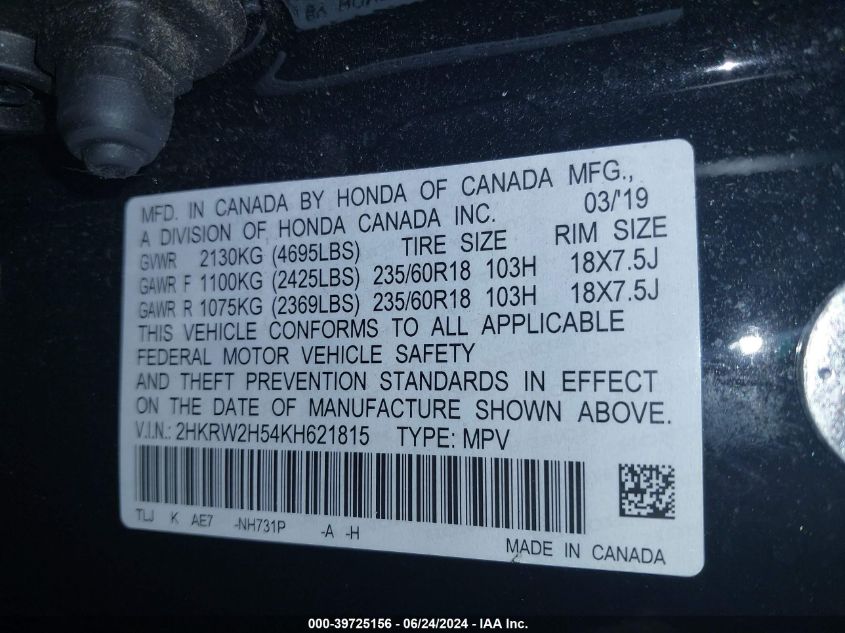 MFD. IN CANADA BY HONDA OF CANADA MFG.,
A DIVISION OF HONDA CANADA INC. 03/'19
GVWR 2130KG (4695LBS) TIRE SIZE RIM SIZE
GAWR F 1100KG (2425LBS) 235/60R18 103H 18X7.5J
GAWR R 1075KG (2369LBS) 235/60R18 103H 18X7.5J
THIS VEHICLE CONFORMS TO ALL APPLICABLE
FEDERAL MOTOR VEHICLE SAFETY
AND THEFT PREVENTION STANDARDS IN EFFECT
ON THE DATE OF MANUFACTURE SHOWN ABOVE.
V.I.N.: 2HKRW2H54KH621815 TYPE: MPV
TLJ K AE7 -NH731P -A -H
MADE IN CANADA
000-39725156 - 06/24/2024 - IAA Inc.